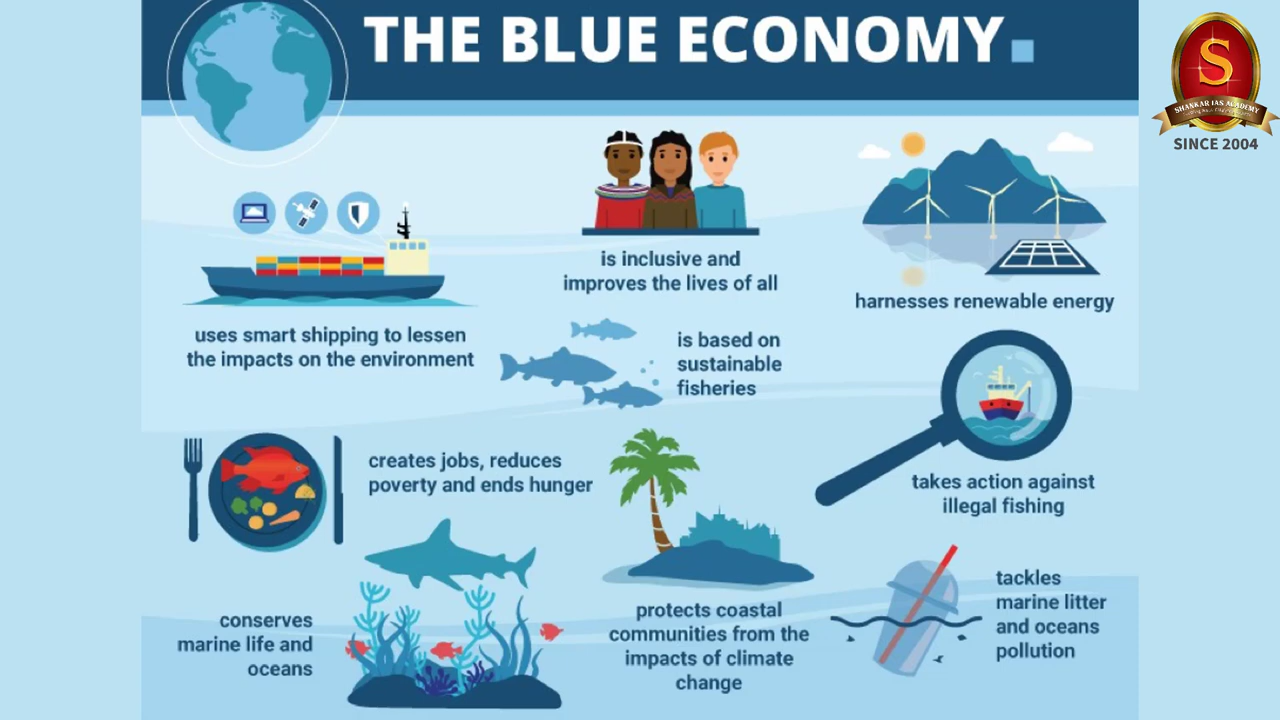 THE BLUE ECONOMY.
SHANKAR IAS ACADEMY
SINCE 2004
is inclusive and
improves the lives of all
harnesses renewable energy
uses smart shipping to lessen
the impacts on the environment
is based on
sustainable
fisheries
creates jobs, reduces
poverty and ends hunger
takes action against
illegal fishing
conserves
marine life and
oceans
protects coastal
communities from the
impacts of climate
change
tackles
marine litter
and oceans
pollution